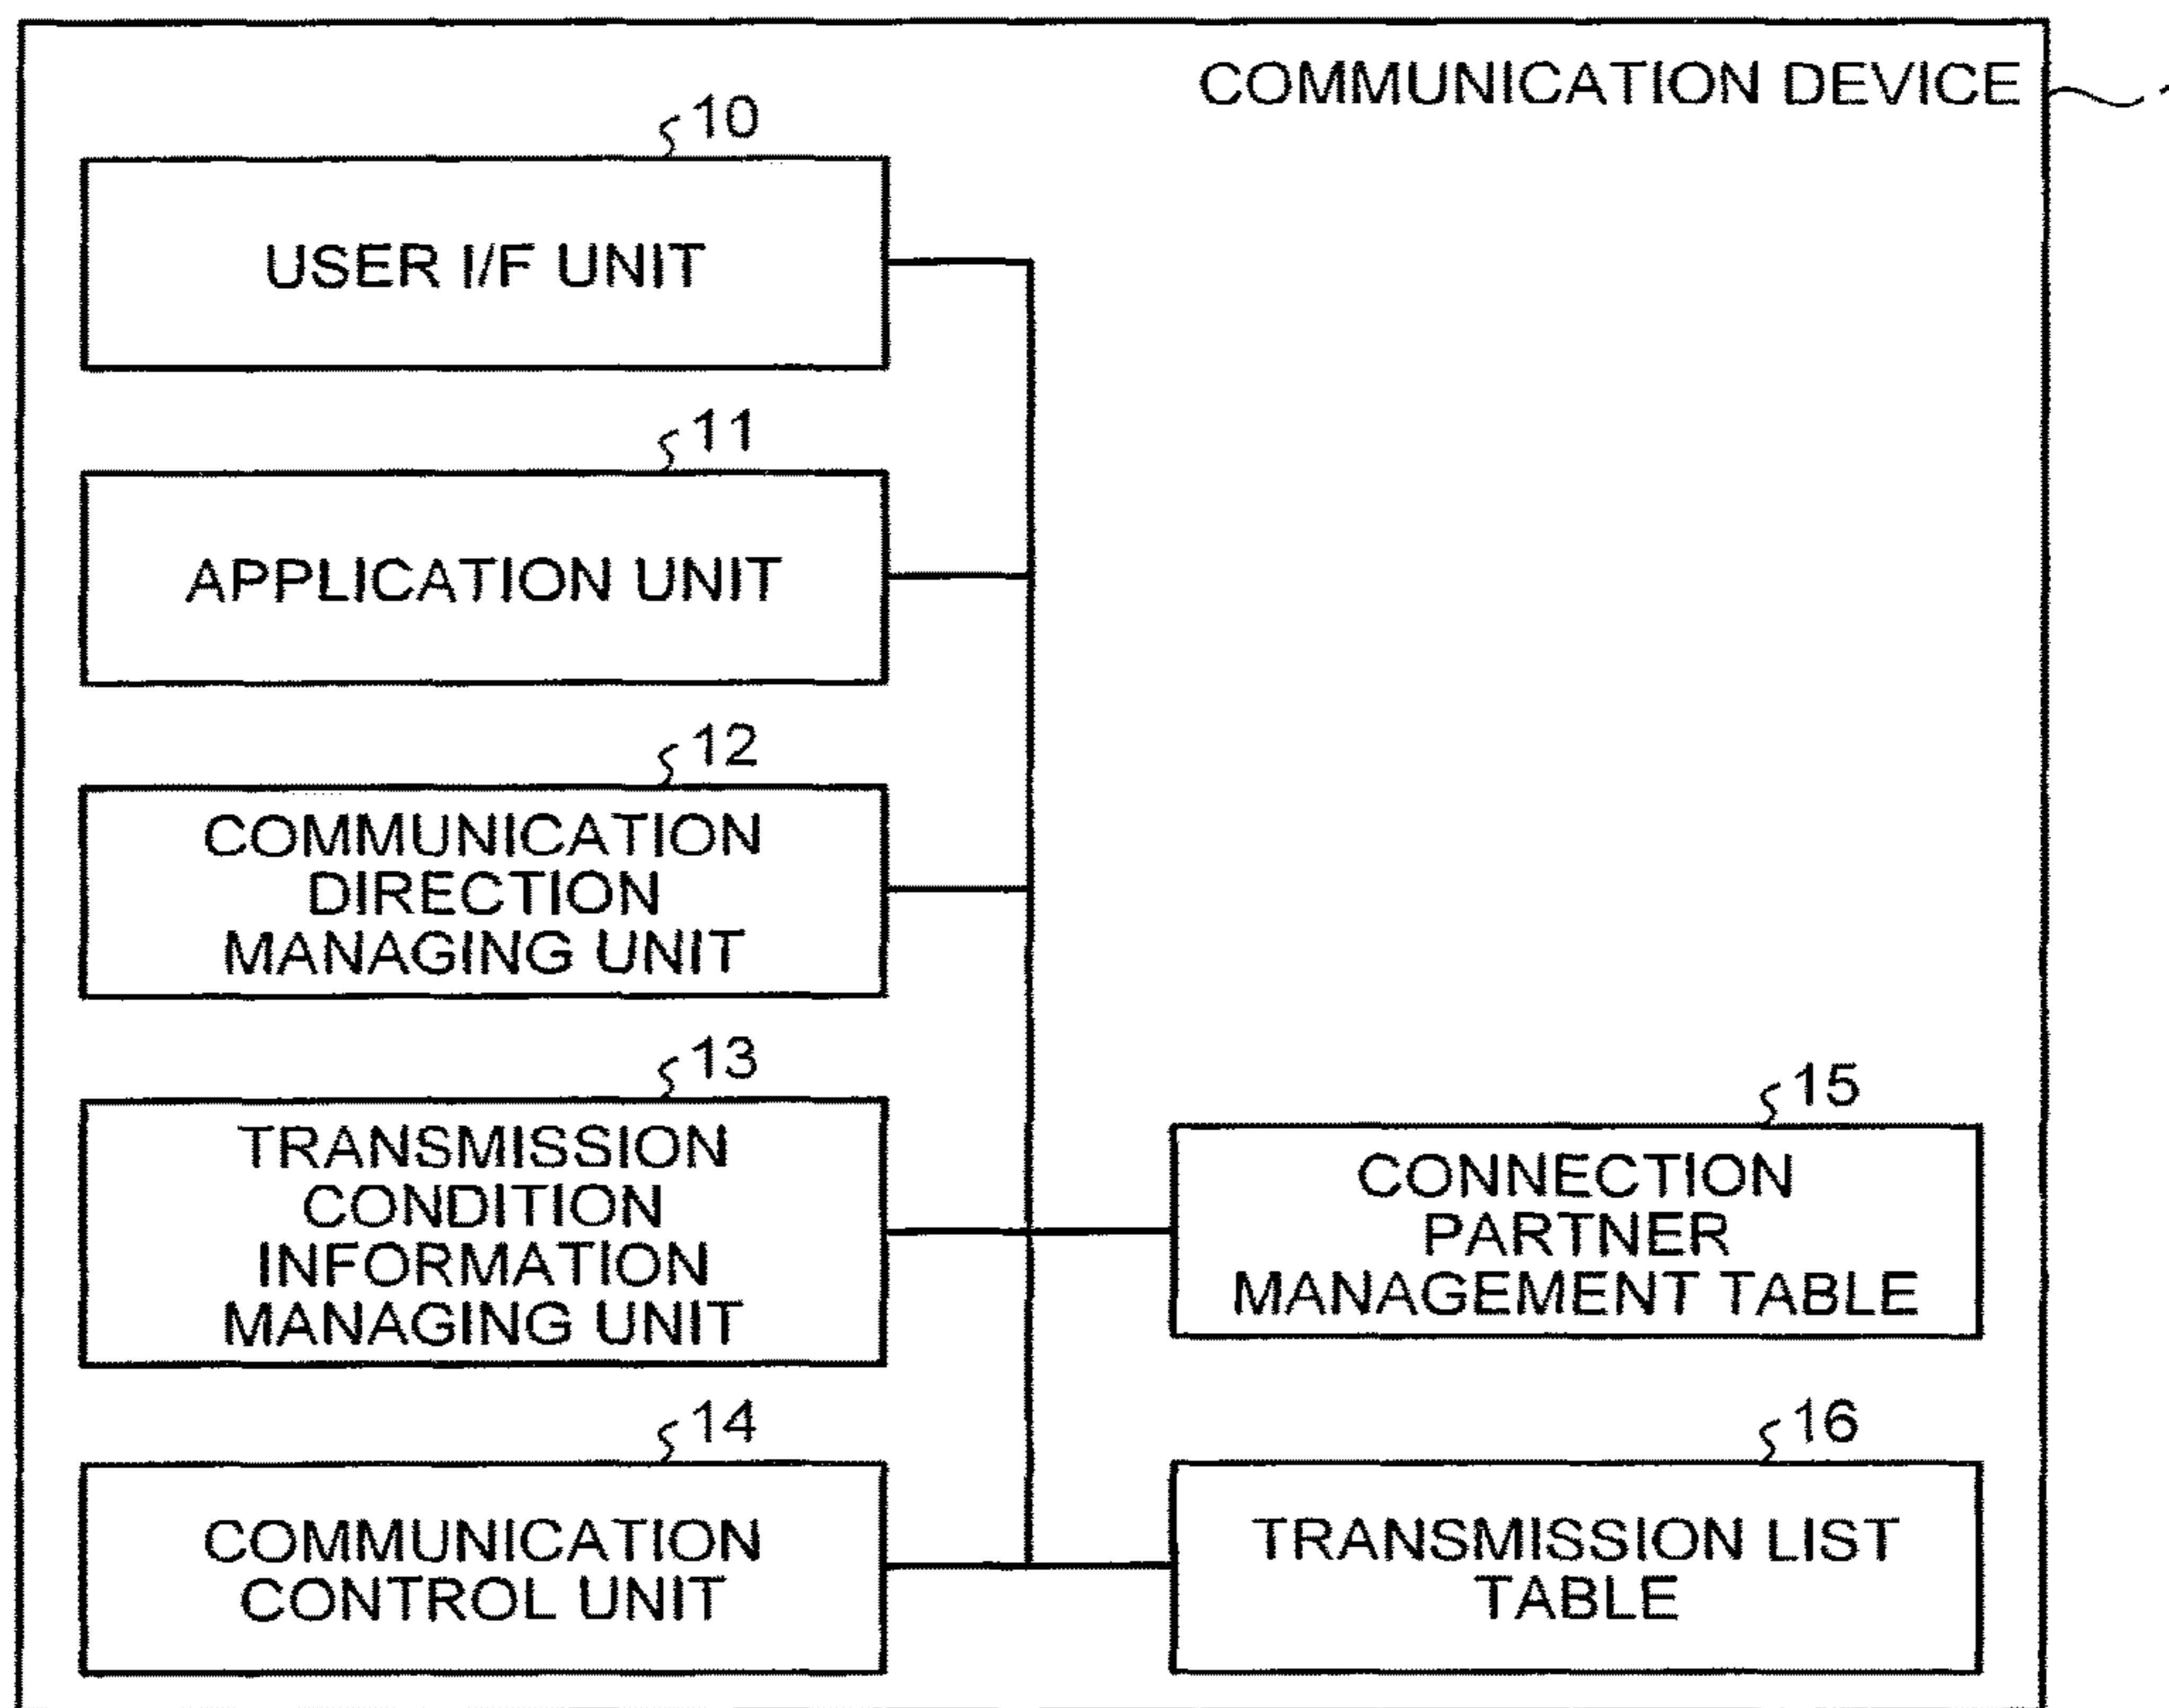 COMMUNICATION DEVICE
10
USER I/F UNIT
11
APPLICATION UNIT
12
COMMUNICATION
DIRECTION
MANAGING UNIT
13
TRANSMISSION
CONDITION
INFORMATION
MANAGING UNIT
14
COMMUNICATION
CONTROL UNIT
15
CONNECTION
PARTNER
MANAGEMENT TABLE
16
TRANSMISSION LIST
TABLE